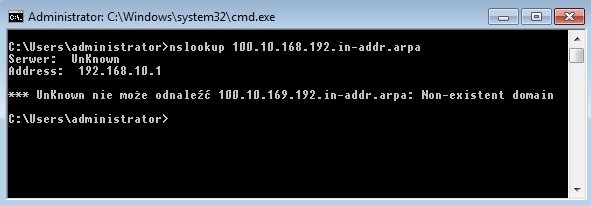 Administrator: C:\Windows\system32\cmd.exe
C:\Users\administrator>nslookup 100.10.168.192.in-addr.arpa
Serwer:  UnKnown
Address:  192.168.10.1
*** UnKnown nie może odnaleźć 100.10.169.192.in-addr.arpa: Non-existent domain
C:\Users\administrator>